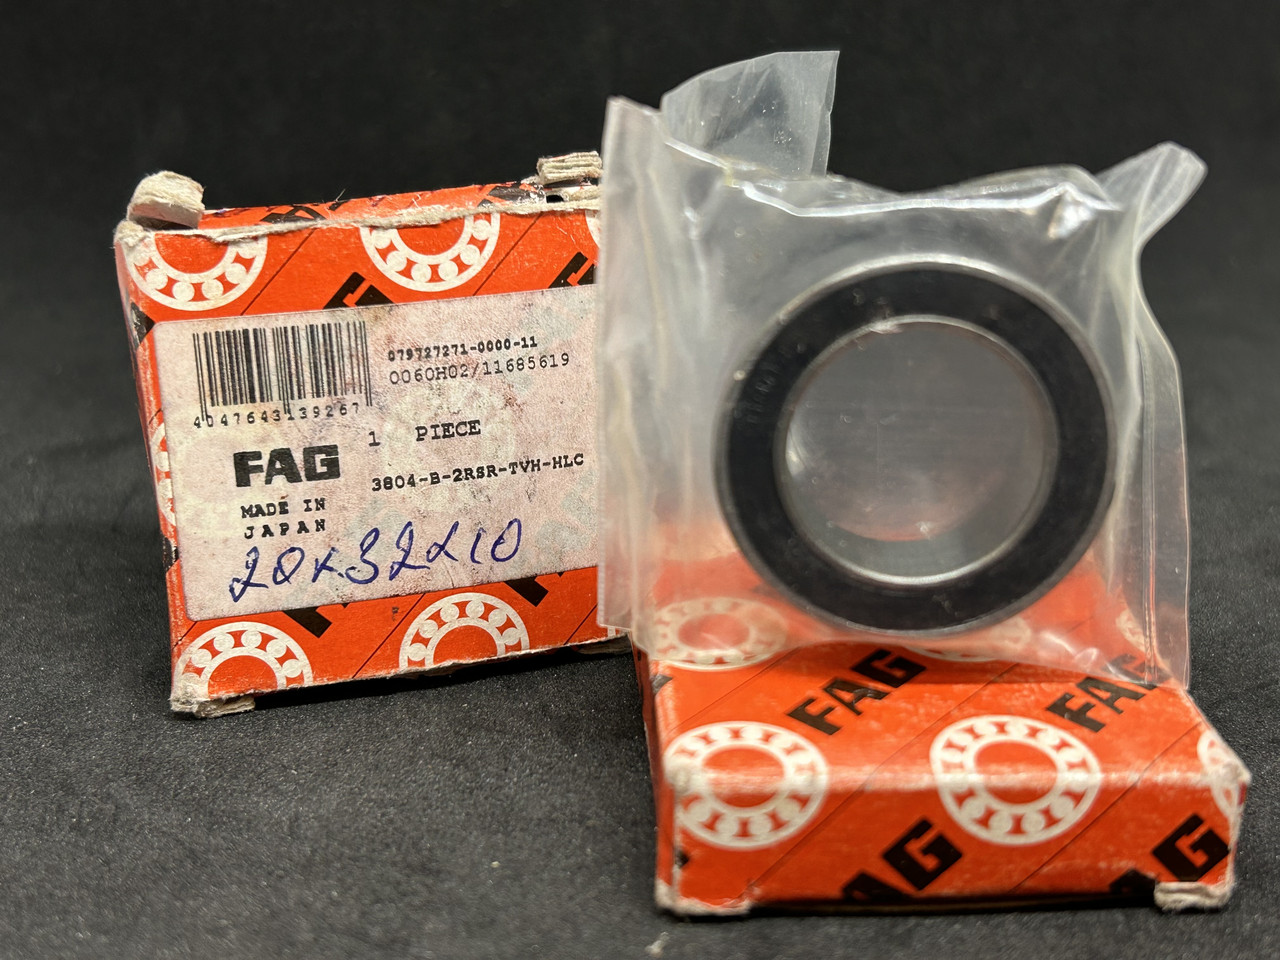 079727271-0000-11
0060H02/11685619
4047643139267
1 PIECE
FAG
3804-B-2RSR-TVH-HLC
MADE IN
JAPAN
20x32x10
FAG
FAG
AG